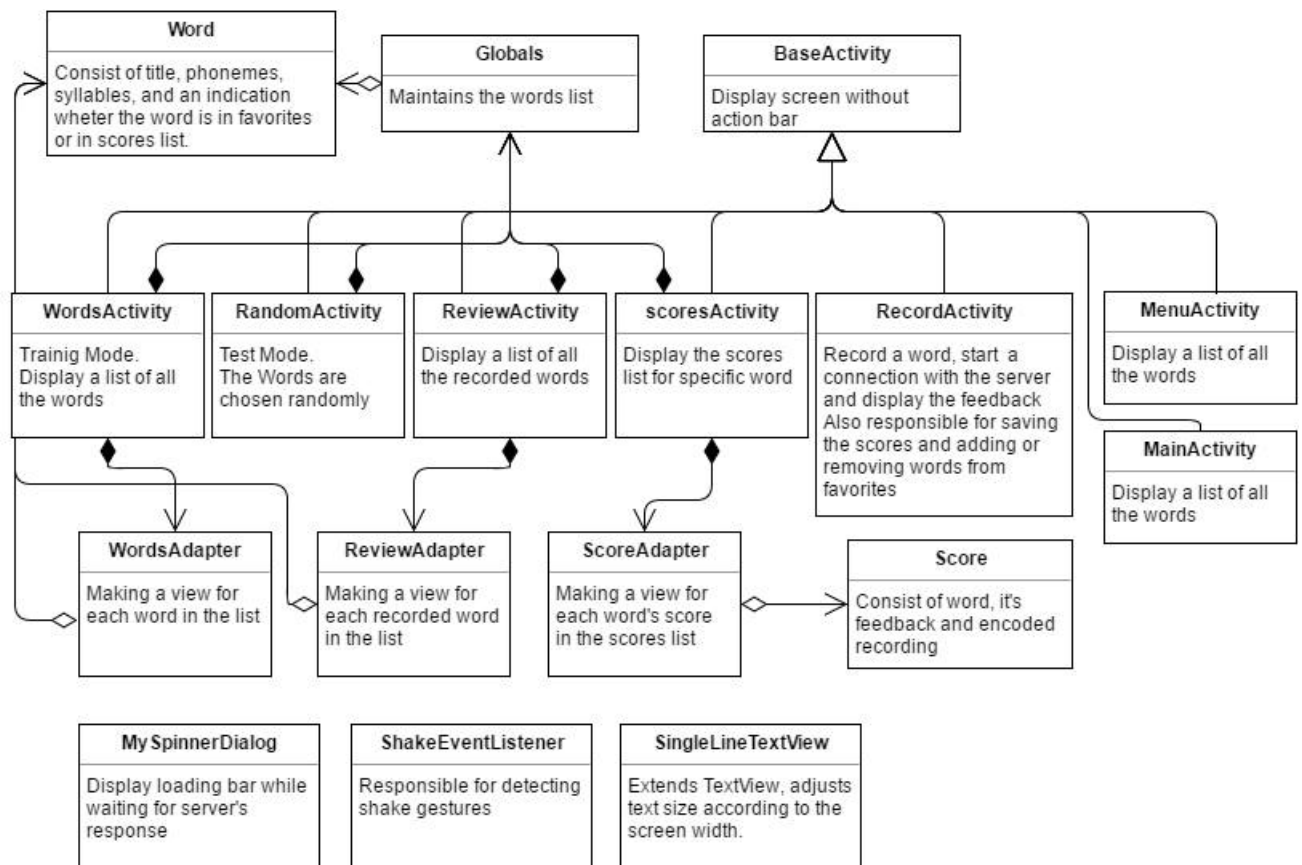 Word
Consist of title, phonemes,
syllables, and an indication
wheter the word is in favorites
or in scores list.
Globals
Maintains the words list
BaseActivity
Display screen without
action bar
WordsActivity
Trainig Mode.
Display a list of all
the words
RandomActivity
Test Mode.
The Words are
chosen randomly
ReviewActivity
Display a list of all
the recorded words
scoresActivity
Display the scores
list for specific word
RecordActivity
Record a word, start a
connection with the server
and display the feedback
Also responsible for saving
the scores and adding or
removing words from
favorites
MenuActivity
Display a list of all
the words
MainActivity
Display a list of all
the words
WordsAdapter
Making a view for
each word in the list
ReviewAdapter
Making a view for
each recorded word
in the list
ScoreAdapter
Making a view for
each word's score
in the scores list
Score
Consist of word, it's
feedback and encoded
recording
MySpinnerDialog
Display loading bar while
waiting for server's
response
ShakeEventListener
Responsible for detecting
shake gestures
SingleLineTextView
Extends TextView, adjusts
text size according to the
screen width.